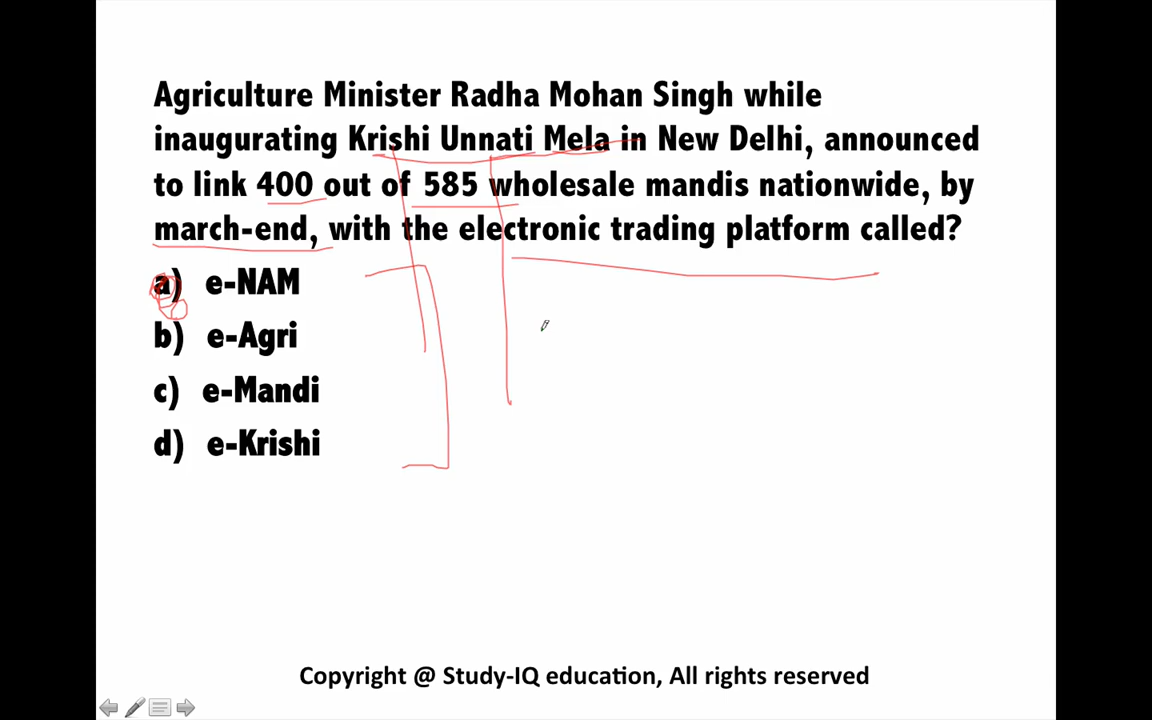 Agriculture Minister Radha Mohan Singh while
inaugurating Krishi Unnati Mela in New Delhi, announced
to link 400 out of 585 wholesale mandis nationwide, by
march-end, with the electronic trading platform called?
a) e-NAM
b) e-Agri
c) e-Mandi
d) e-Krishi
Copyright @ Study-IQ education, All rights reserved